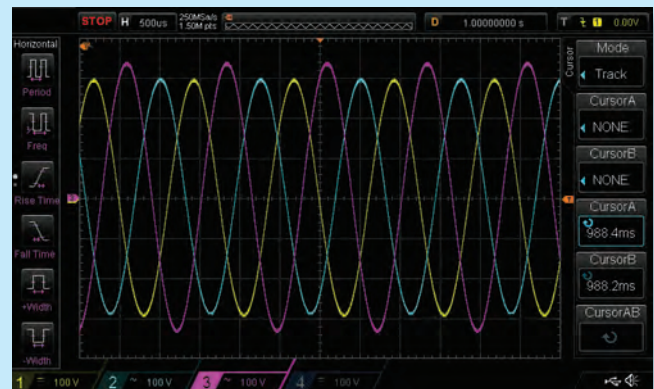 STOP H 500us 250MSa/s 1.50M pts D 1.00000000 s T 1 0.00V
Horizontal
Period
Freq
Rise Time
Fall Time
+Width
-Width
Cursor
Mode
Track
CursorA
NONE
CursorB
NONE
CursorA
988.4ms
CursorB
988.2ms
CursorAB
T
1 = 100 V 2 ~ 100 V 3 ~ 100 V 4 = 100 V